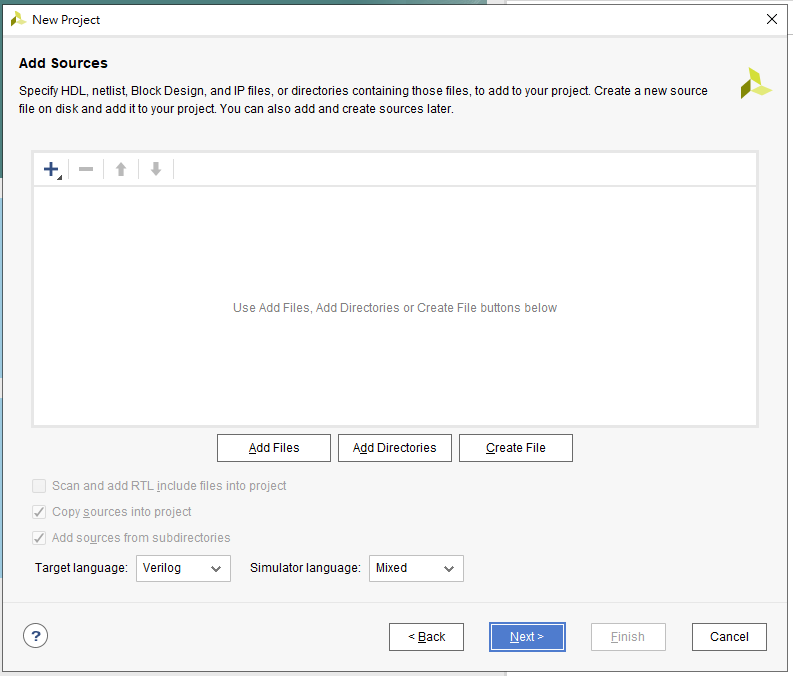 New Project
Add Sources
Specify HDL, netlist, Block Design, and IP files, or directories containing those files, to add to your project. Create a new source
file on disk and add it to your project. You can also add and create sources later.
Use Add Files, Add Directories or Create File buttons below
Add Files
Add Directories
Create File
Scan and add RTL include files into project
Copy sources into project
Add sources from subdirectories
Target language: Verilog Simulator language: Mixed
? < Back Next > Finish Cancel